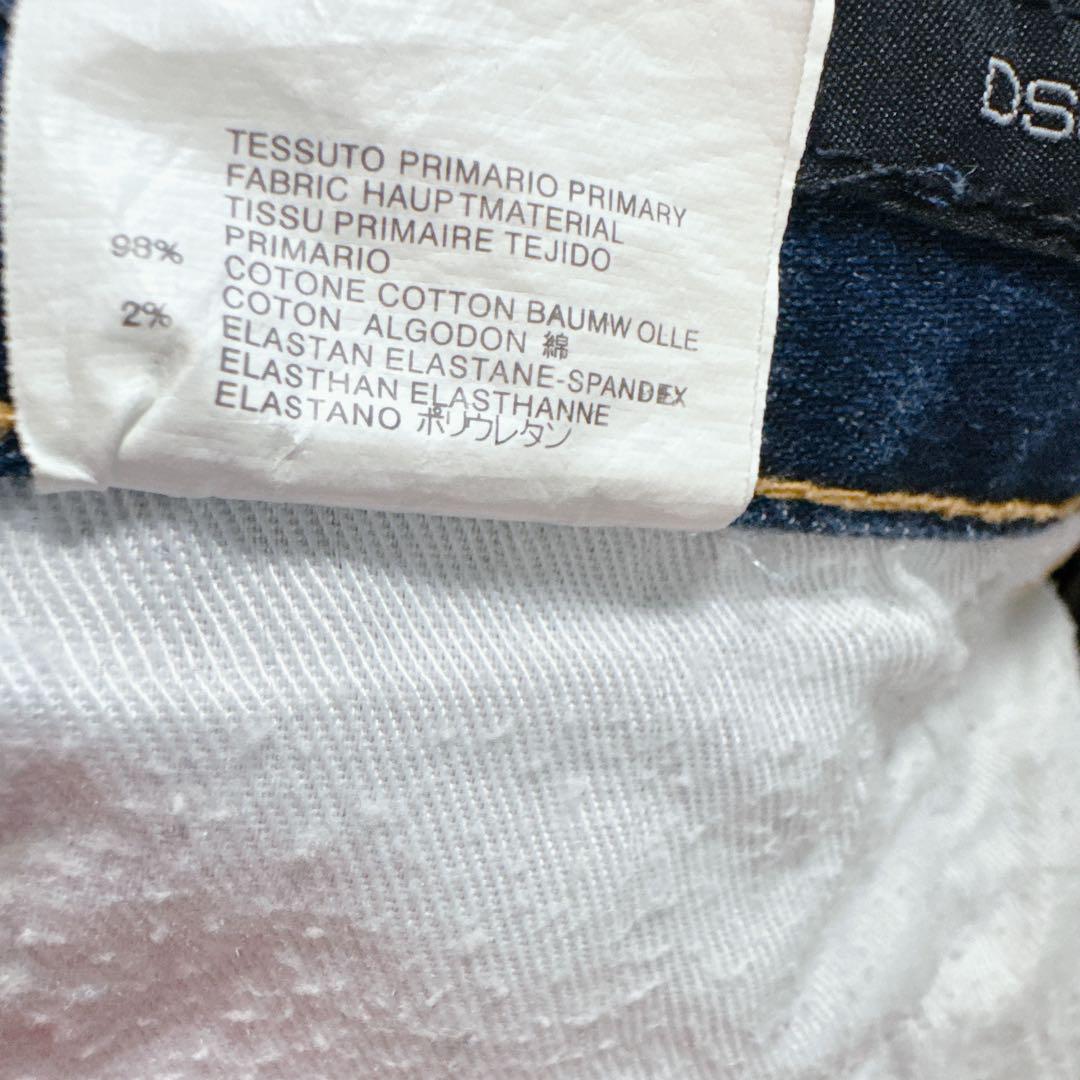 DS
TESSUTO PRIMARIO PRIMARY
FABRIC HAUPTMATERIAL
TISSU PRIMAIRE TEJIDO
PRIMARIO
98% COTONE COTTON BAUMWOLLE
COTON ALGODON 綿
2% ELASTAN ELASTANE-SPANDEX
ELASTHAN ELASTHANNE
ELASTANO ポリウレタン